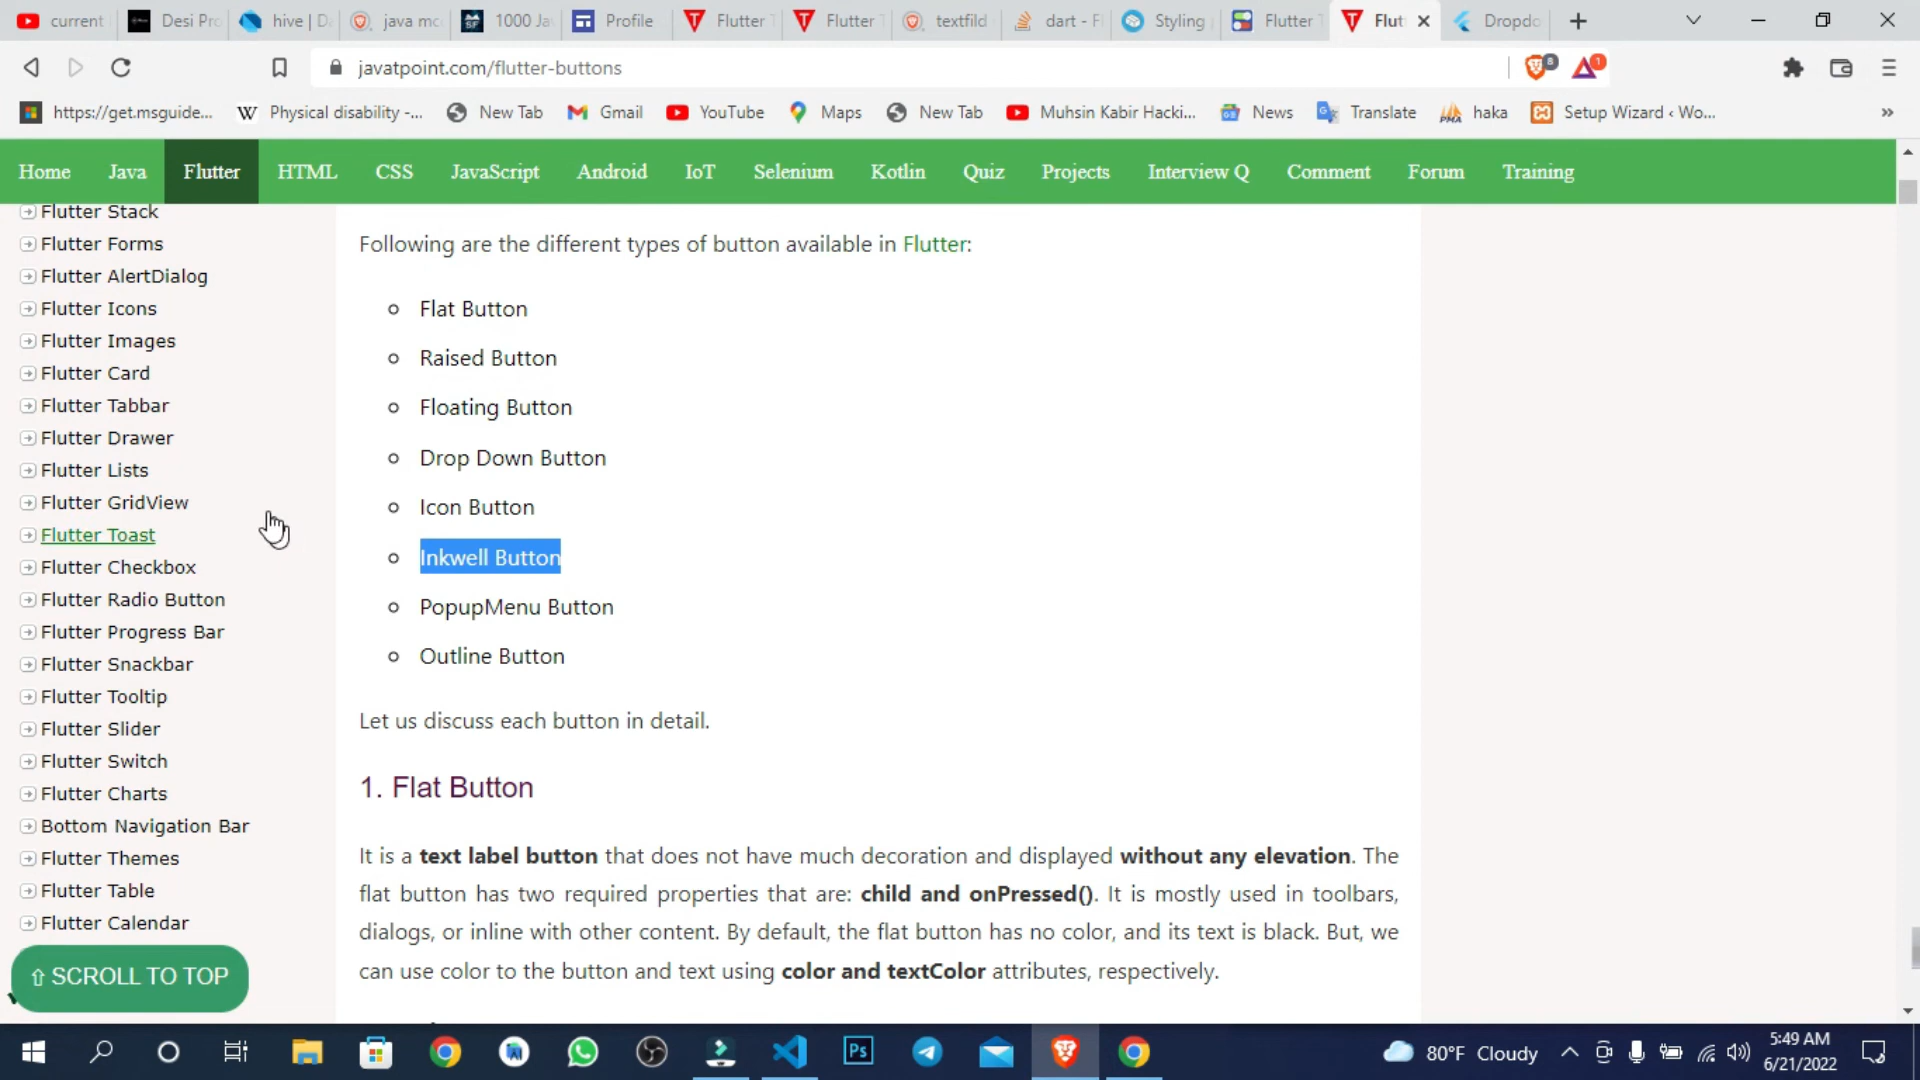 current
Desi Pro
hive | Da
java mc
1000 Ja
Profile
Flutter T
Flutter T
textfild
dart - Fl
Styling
Flutter T
Flut
Dropdo
javatpoint.com/flutter-buttons
8
1
https://get.msguide...
Physical disability -...
New Tab
Gmail
YouTube
Maps
New Tab
Muhsin Kabir Hacki...
News
Translate
haka
Setup Wizard ‹ Wo...
»
Home Java Flutter HTML CSS JavaScript Android IoT Selenium Kotlin Quiz Projects Interview Q Comment Forum Training
Flutter Stack
Flutter Forms
Flutter AlertDialog
Flutter Icons
Flutter Images
Flutter Card
Flutter Tabbar
Flutter Drawer
Flutter Lists
Flutter GridView
Flutter Toast
Flutter Checkbox
Flutter Radio Button
Flutter Progress Bar
Flutter Snackbar
Flutter Tooltip
Flutter Slider
Flutter Switch
Flutter Charts
Bottom Navigation Bar
Flutter Themes
Flutter Table
Flutter Calendar
⇧ SCROLL TO TOP
Following are the different types of button available in Flutter:
Flat Button
Raised Button
Floating Button
Drop Down Button
Icon Button
Inkwell Button
PopupMenu Button
Outline Button
Let us discuss each button in detail.
1. Flat Button
It is a text label button that does not have much decoration and displayed without any elevation. The
flat button has two required properties that are: child and onPressed(). It is mostly used in toolbars,
dialogs, or inline with other content. By default, the flat button has no color, and its text is black. But, we
can use color to the button and text using color and textColor attributes, respectively.
Ps
80°F Cloudy
5:49 AM
6/21/2022